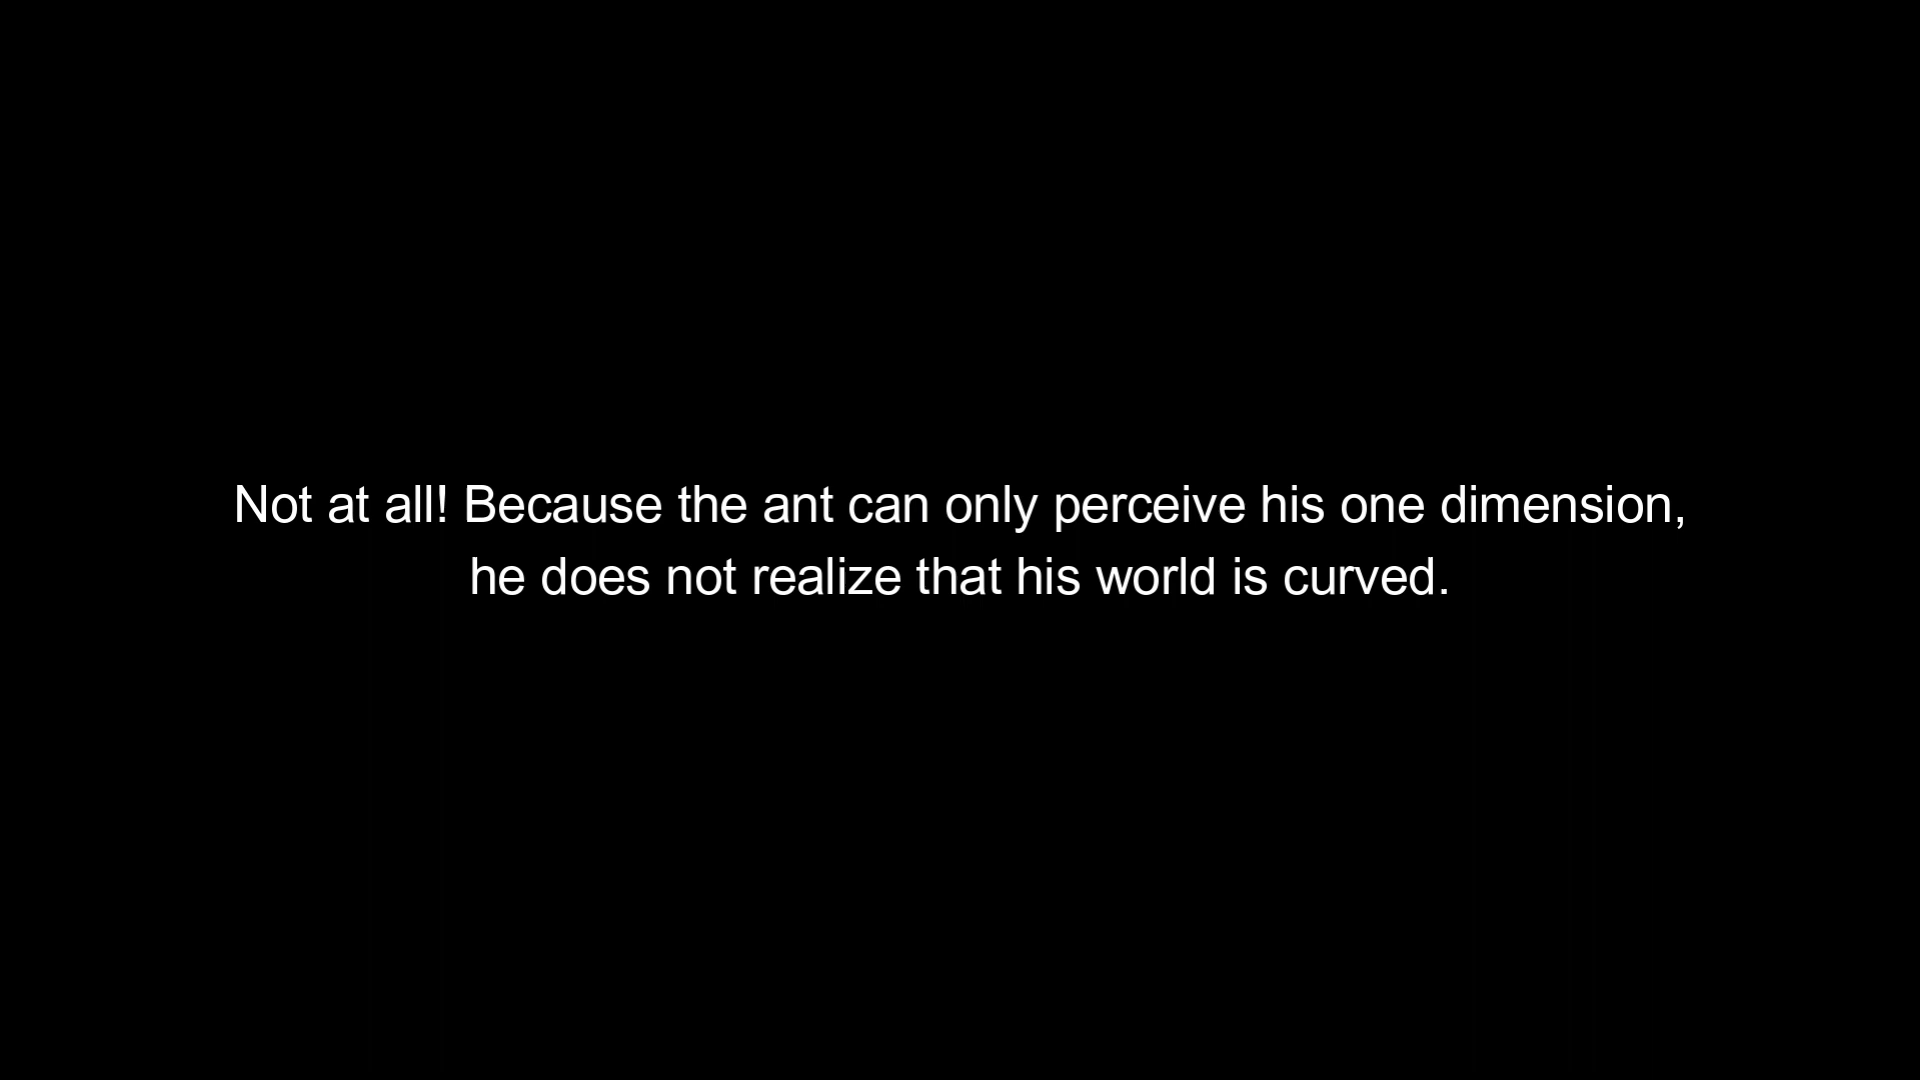 Not at all! Because the ant can only perceive his one dimension,
he does not realize that his world is curved.